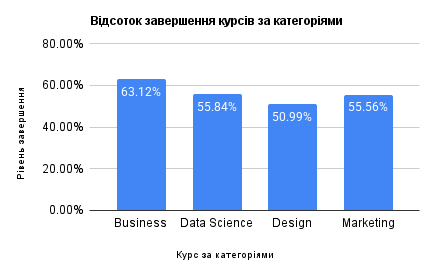 Відсоток завершення курсів за категоріями
80.00%
60.00%
40.00%
20.00%
0.00%
Рівень завершення
63.12%
55.84%
50.99%
55.56%
Business
Data Science
Design
Marketing
Курс за категоріями